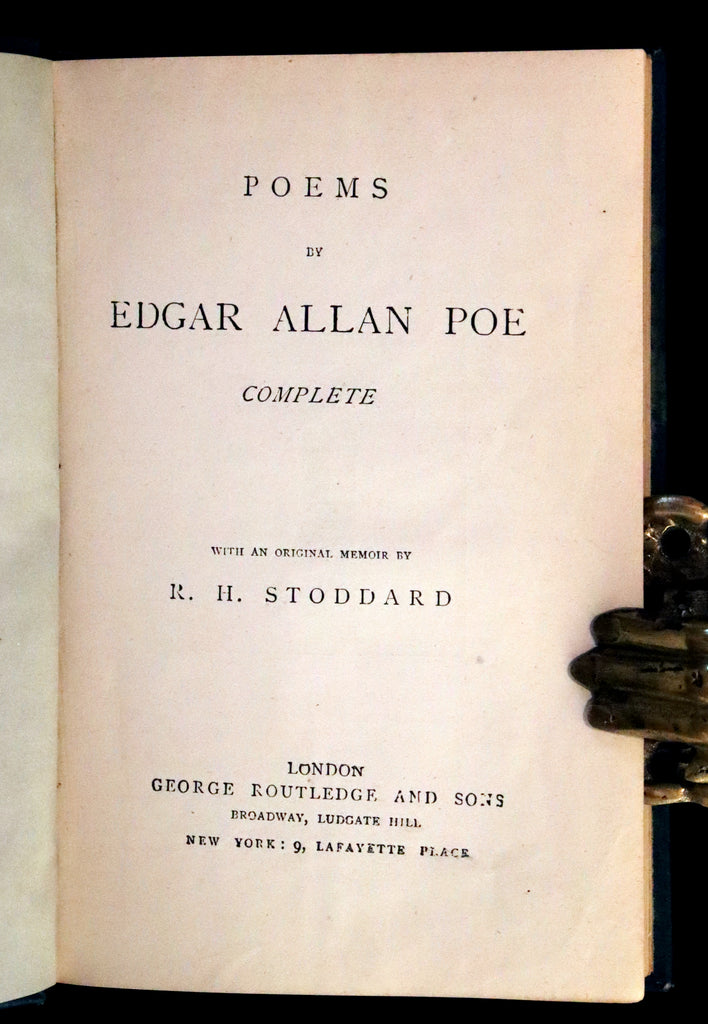 POEMS
BY
EDGAR ALLAN POE
COMPLETE
WITH AN ORIGINAL MEMOIR BY
R. H. STODDARD
LONDON
GEORGE ROUTLEDGE AND SONS
BROADWAY, LUDGATE HILL
NEW YORK: 9, LAFAYETTE PLACE